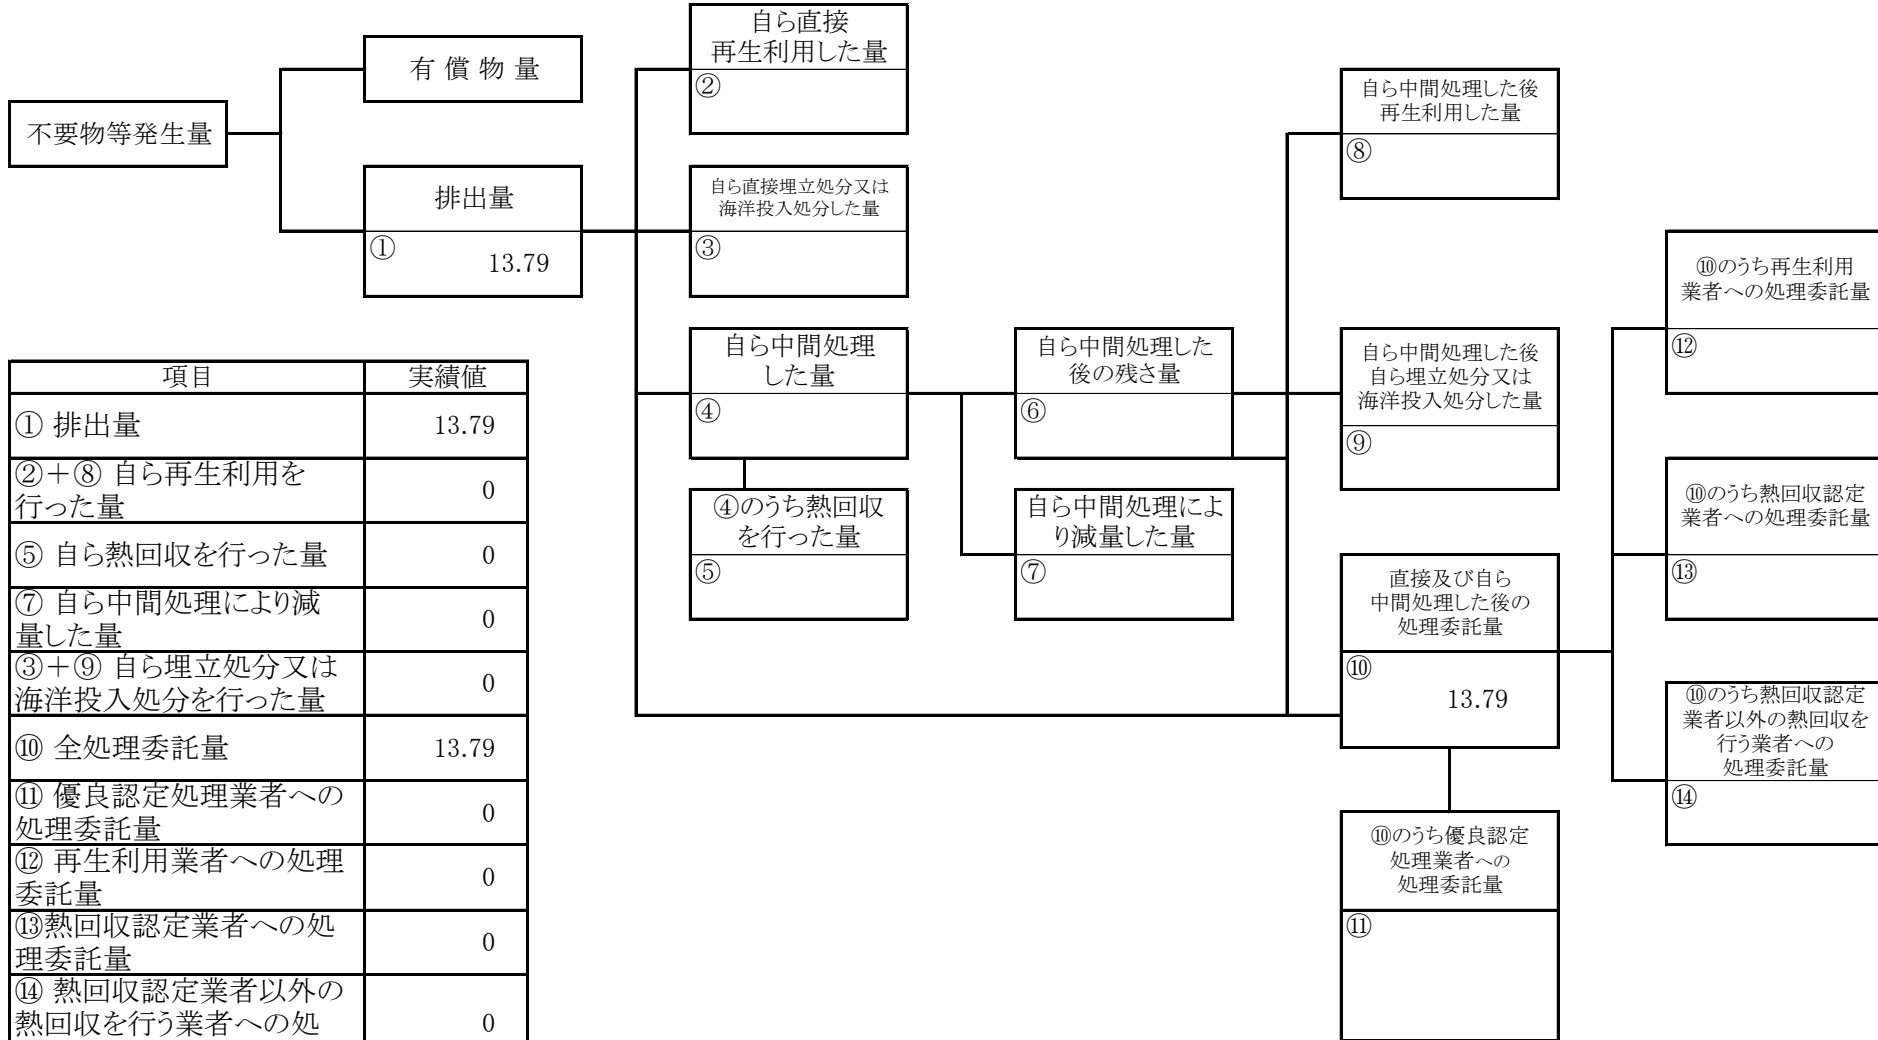 不要物等発生量
有 償 物 量
排出量
①
13.79
自ら直接
再生利用した量
②
自ら直接埋立処分又は
海洋投入処分した量
③
自ら中間処理
した量
④
④のうち熱回収
を行った量
⑤
自ら中間処理した
後の残さ量
⑥
自ら中間処理によ
り減量した量
⑦
自ら中間処理した後
再生利用した量
⑧
自ら中間処理した後
自ら埋立処分又は
海洋投入処分した量
⑨
直接及び自ら
中間処理した後の
処理委託量
⑩
13.79
⑩のうち優良認定
処理業者への
処理委託量
⑪
⑩のうち再生利用
業者への処理委託量
⑫
⑩のうち熱回収認定
業者への処理委託量
⑬
⑩のうち熱回収認定
業者以外の熱回収を
行う業者への
処理委託量
⑭
項目 実績値
① 排出量 13.79
②+⑧ 自ら再生利用を
行った量 0
⑤ 自ら熱回収を行った量 0
⑦ 自ら中間処理により減
量した量 0
③+⑨ 自ら埋立処分又は
海洋投入処分を行った量 0
⑩ 全処理委託量 13.79
⑪ 優良認定処理業者への
処理委託量 0
⑫ 再生利用業者への処理
委託量 0
⑬熱回収認定業者への処
理委託量 0
⑭ 熱回収認定業者以外の
熱回収を行う業者への処 0